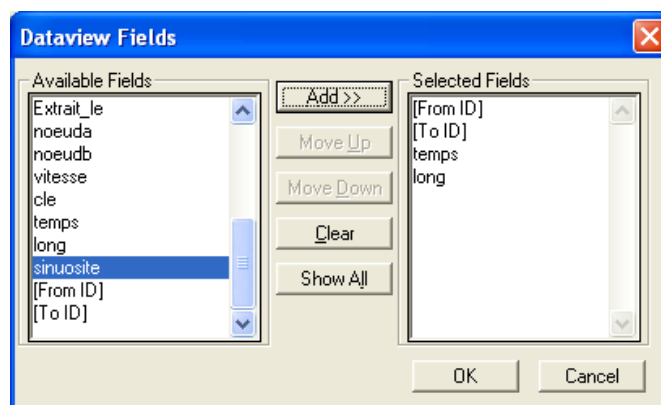 Dataview Fields
Available Fields
Extrait_le
noeuda
noeudb
vitesse
cle
temps
long
sinuosite
[From ID]
[To ID]
Add >>
Move Up
Move Down
Clear
Show All
Selected Fields
[From ID]
[To ID]
temps
long
OK
Cancel